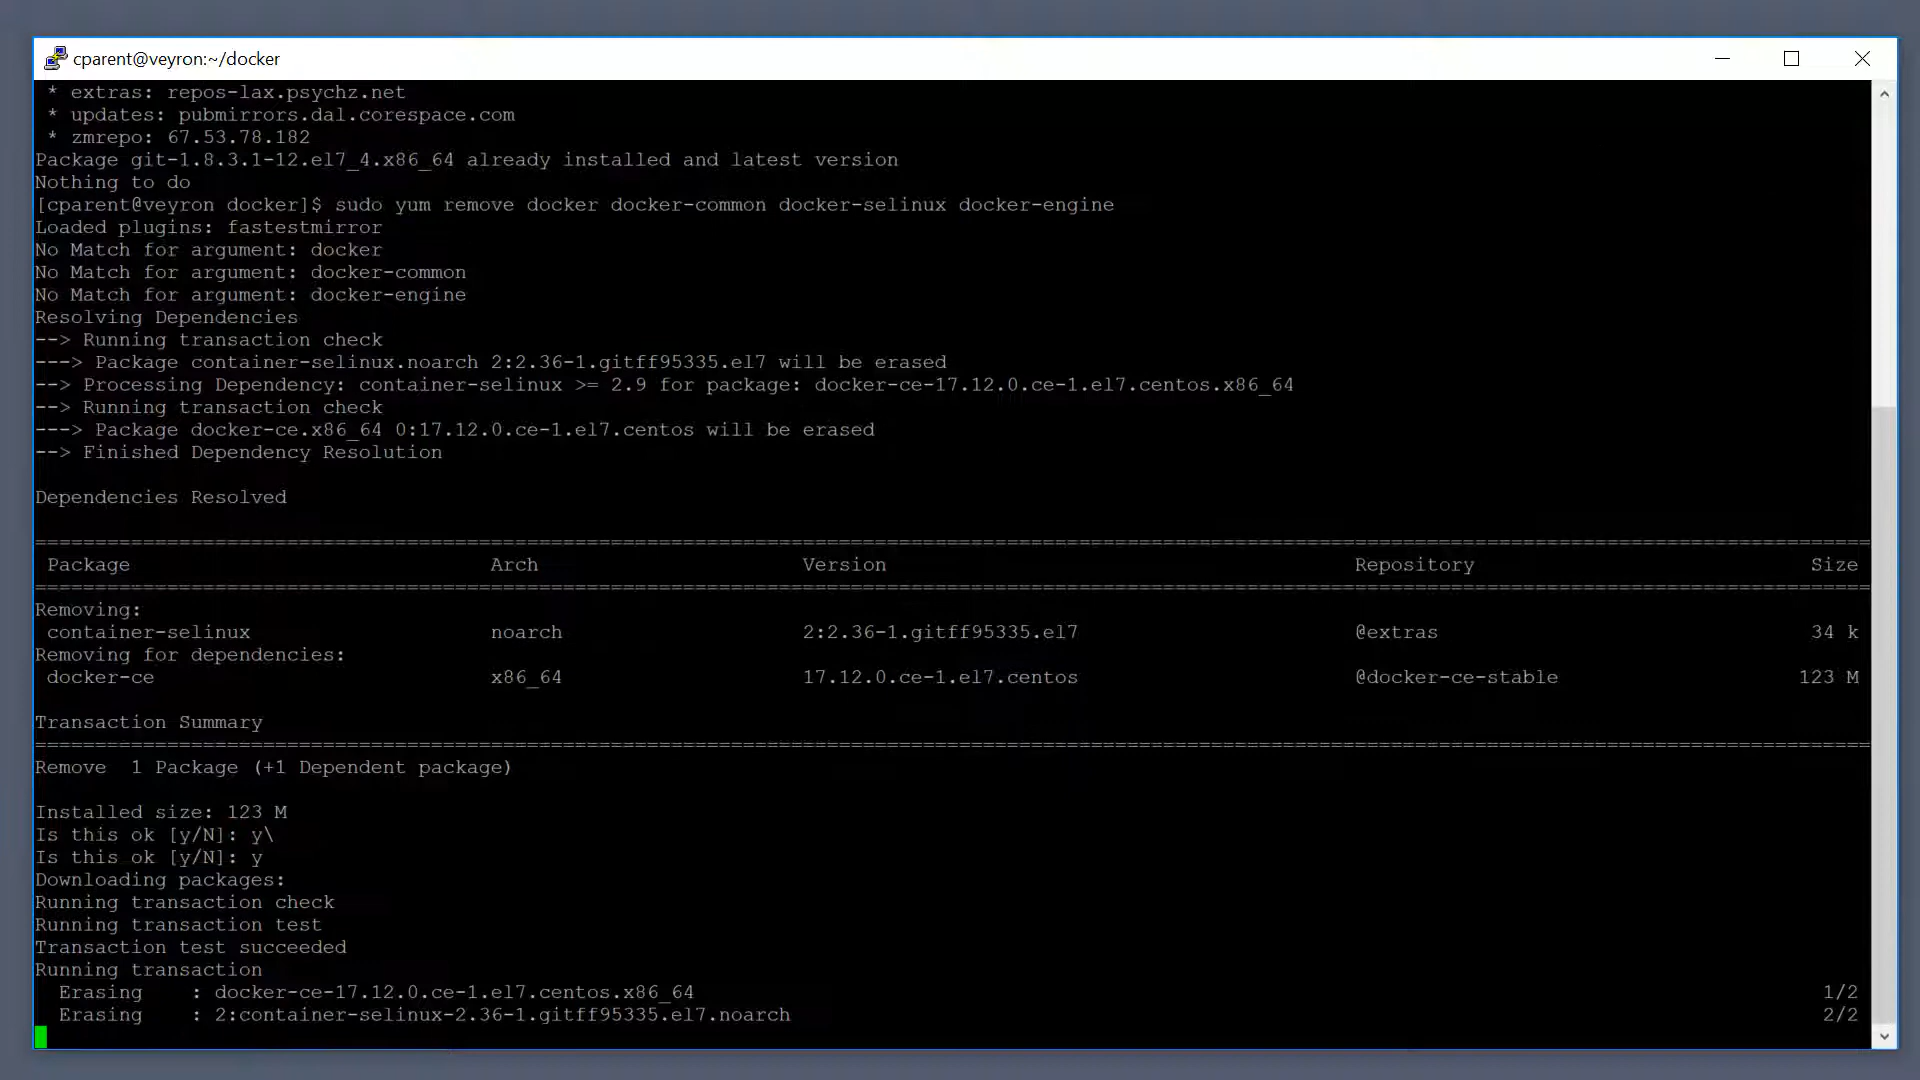 cparent@veyron:~/docker
 * extras: repos-lax.psychz.net
 * updates: pubmirrors.dal.corespace.com
 * zmrepo: 67.53.78.182
Package git-1.8.3.1-12.el7_4.x86_64 already installed and latest version
Nothing to do
[cparent@veyron docker]$ sudo yum remove docker docker-common docker-selinux docker-engine
Loaded plugins: fastestmirror
No Match for argument: docker
No Match for argument: docker-common
No Match for argument: docker-engine
Resolving Dependencies
--> Running transaction check
---> Package container-selinux.noarch 2:2.36-1.gitff95335.el7 will be erased
--> Processing Dependency: container-selinux >= 2.9 for package: docker-ce-17.12.0.ce-1.el7.centos.x86_64
--> Running transaction check
---> Package docker-ce.x86_64 0:17.12.0.ce-1.el7.centos will be erased
--> Finished Dependency Resolution
Dependencies Resolved
Package Arch Version Repository Size
Removing:
container-selinux noarch 2:2.36-1.gitff95335.el7 @extras 34 k
Removing for dependencies:
docker-ce x86_64 17.12.0.ce-1.el7.centos @docker-ce-stable 123 M
Transaction Summary
Remove  1 Package (+1 Dependent package)
Installed size: 123 M
Is this ok [y/N]: y\
Is this ok [y/N]: y
Downloading packages:
Running transaction check
Running transaction test
Transaction test succeeded
Running transaction
Erasing : docker-ce-17.12.0.ce-1.el7.centos.x86_64 1/2
Erasing : 2:container-selinux-2.36-1.gitff95335.el7.noarch 2/2